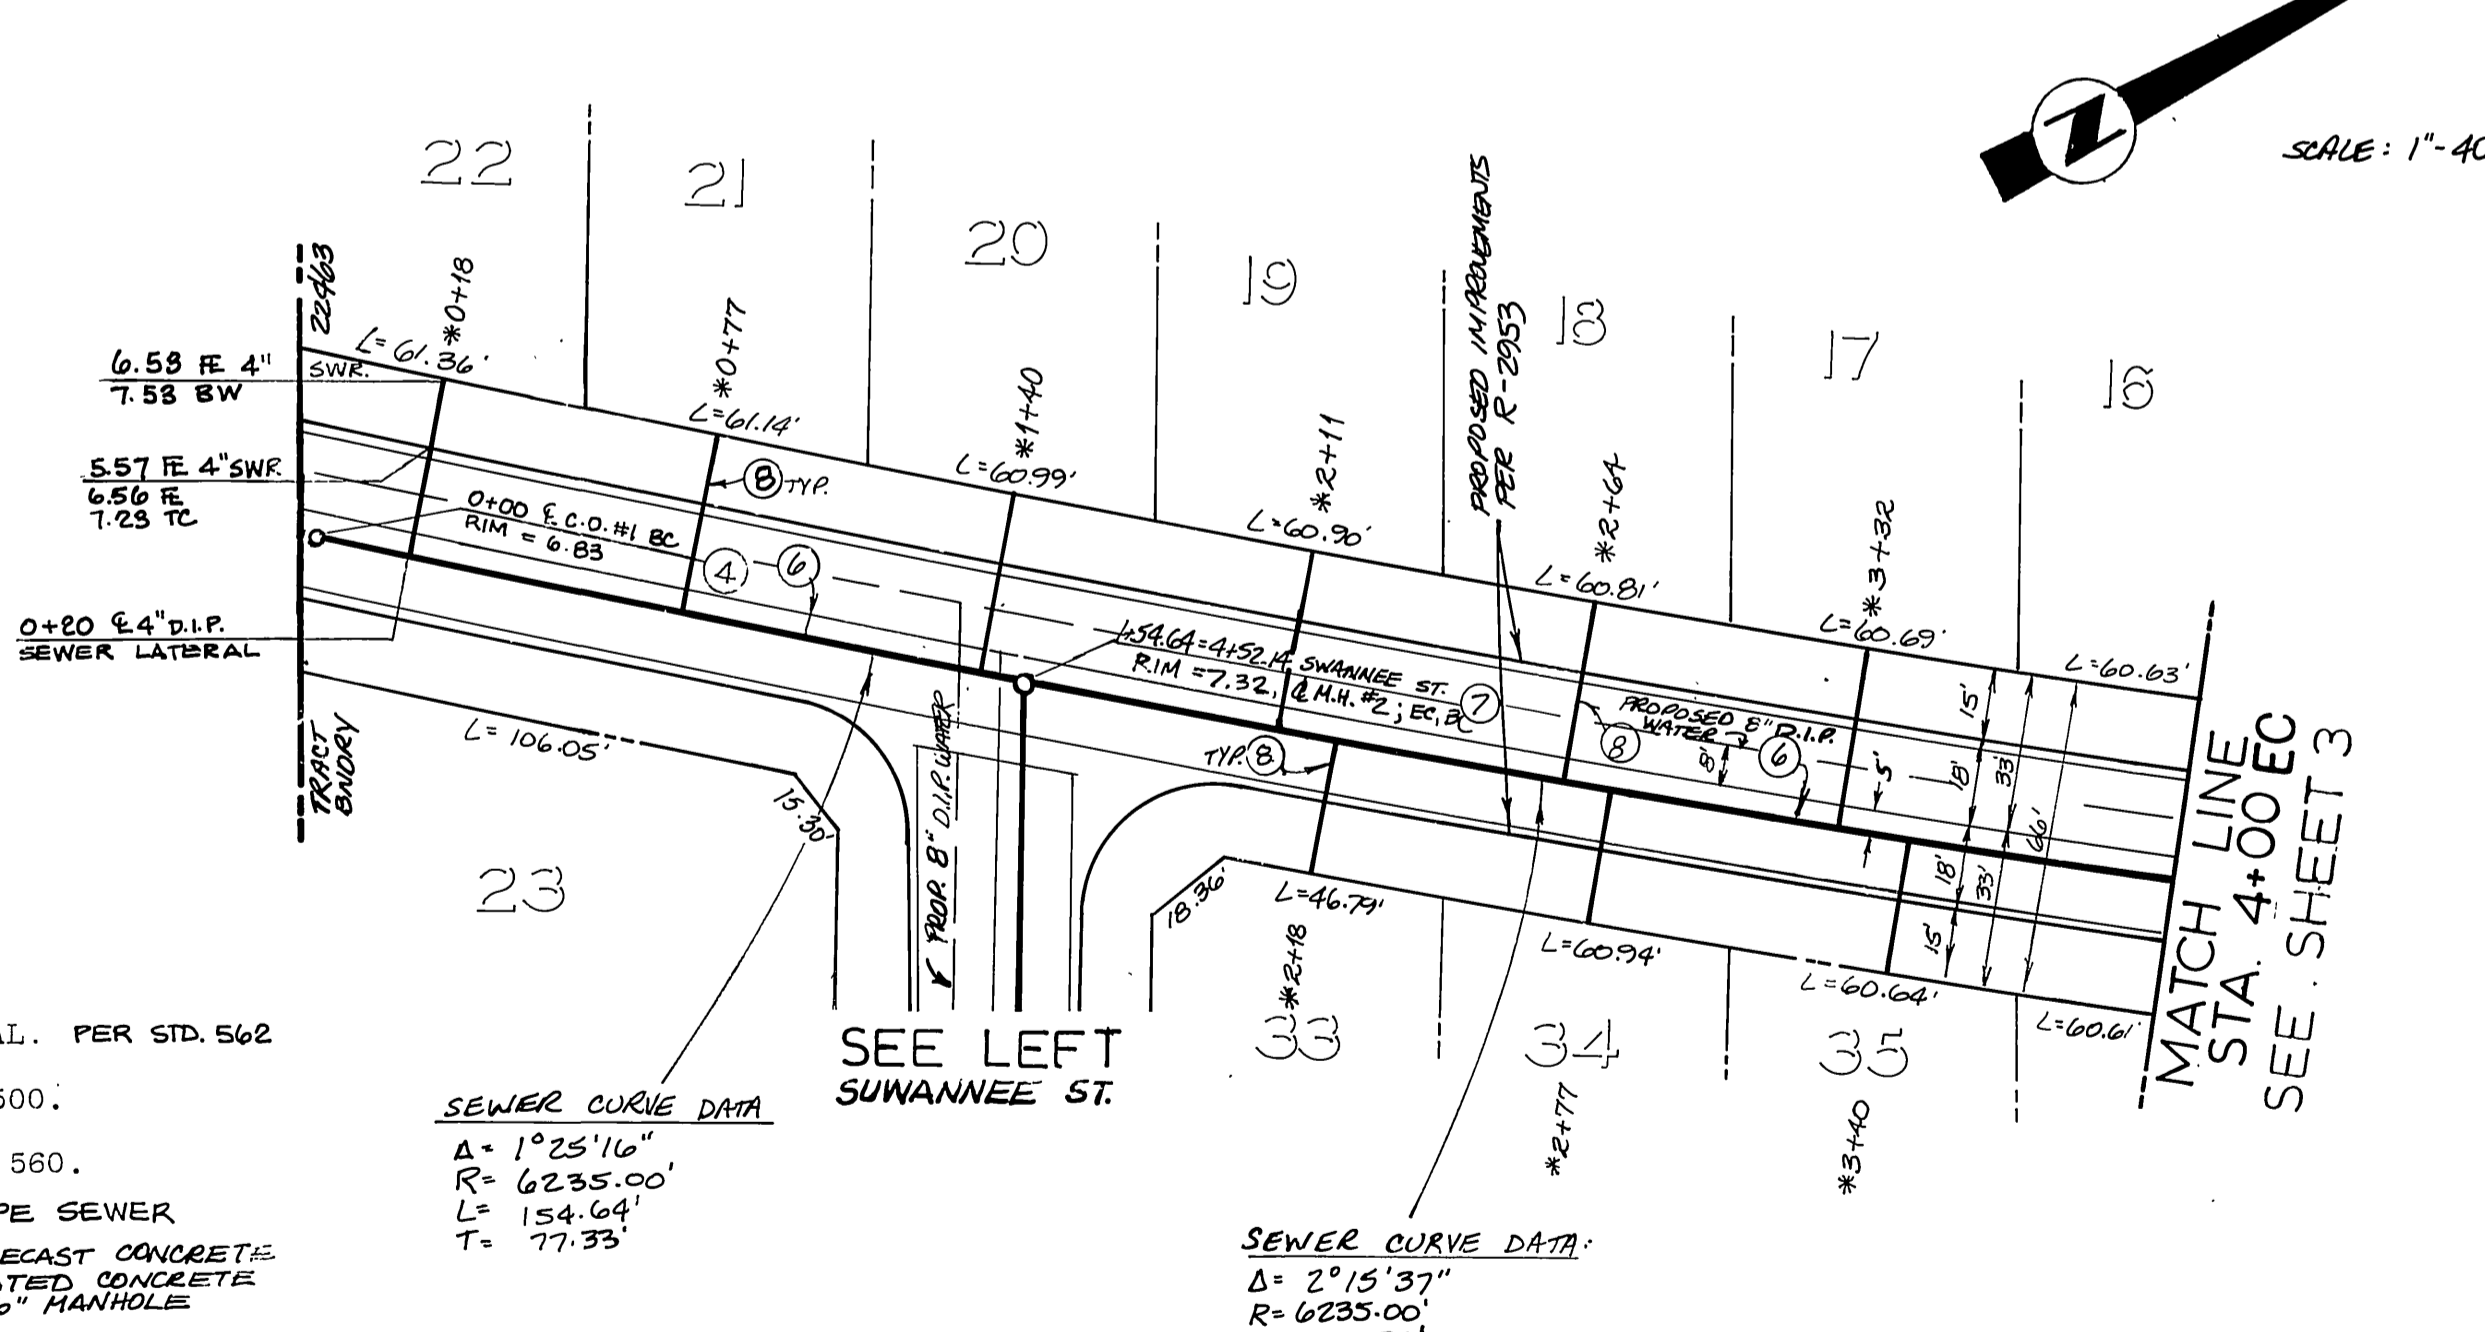 SCALE: 1"-40
22
21
20
19
18
17
16
22463
*0+18
*0+77
*1+40
*2+11
*2+64
*3+32
PROPOSED IMPROVEMENTS
PER R-2953
L=61.36'
L=61.14'
L=60.99'
L=60.90'
L=60.81'
L=60.69'
L=60.63'
6.53 FE 4"
SWR.
7.53 BW
5.57 FE 4" SWR.
6.56 FE
7.23 TC
0+00 ℄ C.O. #1 BC
RIM = 6.83
8 TYP.
4
6
0+20 ℄ 4" D.I.P.
SEWER LATERAL
1+54.64=4+52.14 SWANNEE ST.
RIM =7.32, ℄ M.H. #2; EC, BC
7
PROPOSED 8" D.I.P.
WATER
8
8'
6
TYP. 8
5'
15'
18'
33'
66'
18'
33'
15'
TRACT
BNDRY
L= 106.05'
15.30'
PROP. 8" D.I.P. WATER
18.36'
L=46.79'
L=60.94'
L=60.64'
L=60.61'
23
33
34
35
*2+18
*2+77
*3+40
MATCH LINE
STA. 4+00 EC
SEE SHEET 3
SEE LEFT
SUWANNEE ST.
AL. PER STD. 562
500.
560.
PE SEWER
ECAST CONCRETE
TED CONCRETE
" MANHOLE
SEWER CURVE DATA
Δ= 1°25'16"
R= 6235.00'
L= 154.64'
T= 77.33'
SEWER CURVE DATA:
Δ= 2°15'37"
R= 6235.00'